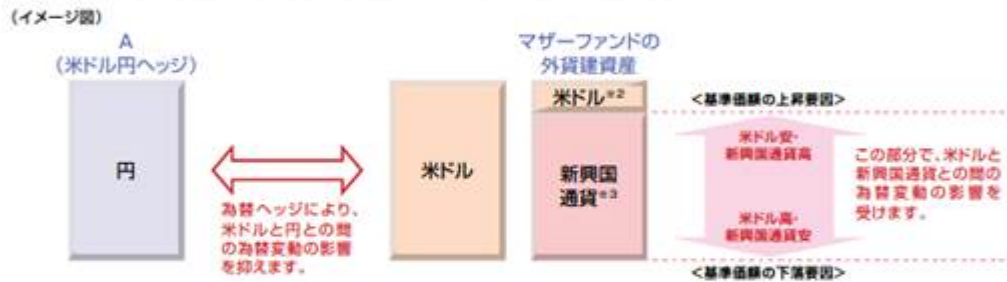 （イメージ図）
A
（米ドル円ヘッジ）
円
為替ヘッジにより、
米ドルと円との間
の為替変動の影響
を抑えます。
米ドル
マザーファンドの
外貨建資産
米ドル※2
新興国
通貨※3
＜基準価額の上昇要因＞
米ドル安・
新興国通貨高
米ドル高・
新興国通貨安
＜基準価額の下落要因＞
この部分で、米ドルと
新興国通貨との間の
為替変動の影響を
受けます。